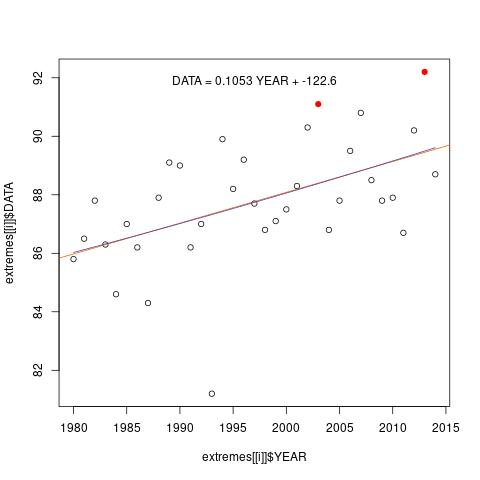 DATA = 0.1053 YEAR + -122.6
92
90
88
86
84
82
extremes[[i]]$DATA
1980 1985 1990 1995 2000 2005 2010 2015
extremes[[i]]$YEAR